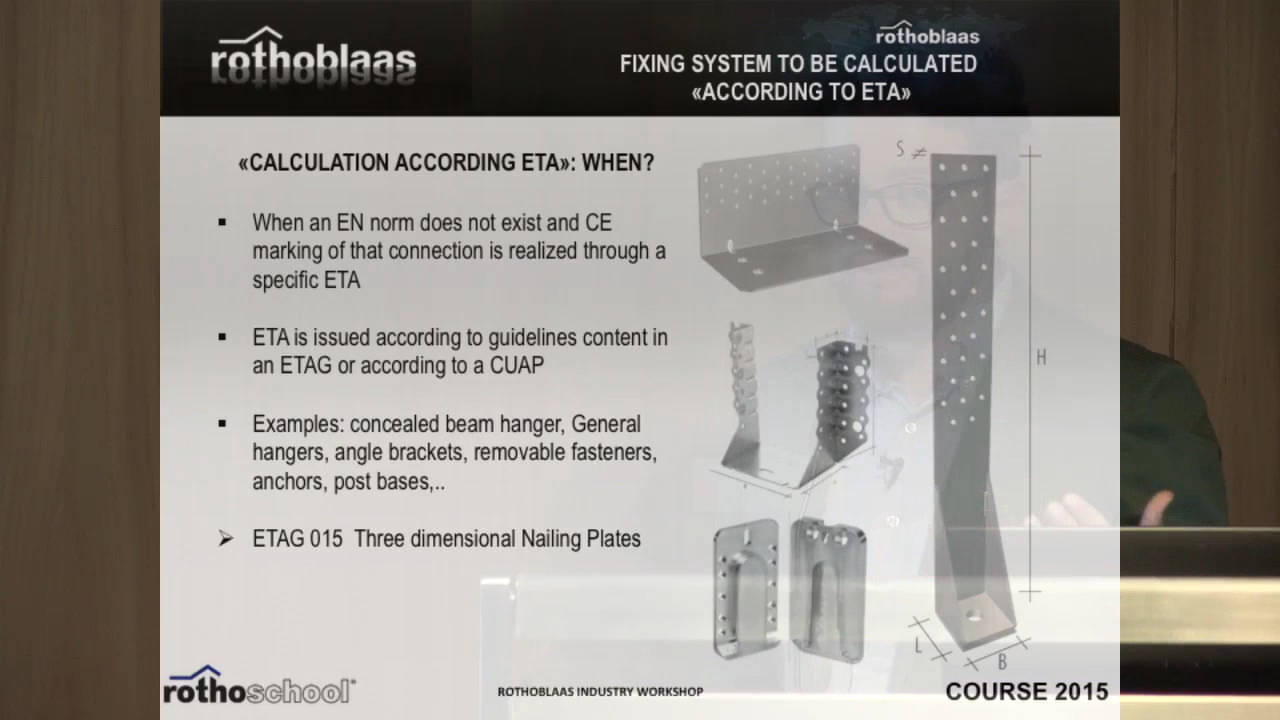 rothoblaas
rothoblaas
FIXING SYSTEM TO BE CALCULATED
«ACCORDING TO ETA»
«CALCULATION ACCORDING ETA»: WHEN?
▪ When an EN norm does not exist and CE
marking of that connection is realized through a
specific ETA
▪ ETA is issued according to guidelines content in
an ETAG or according to a CUAP
▪ Examples: concealed beam hanger, General
hangers, angle brackets, removable fasteners,
anchors, post bases,..
➢ ETAG 015 Three dimensional Nailing Plates
S
H
L
B
rothoschool®
ROTHOBLAAS INDUSTRY WORKSHOP
COURSE 2015